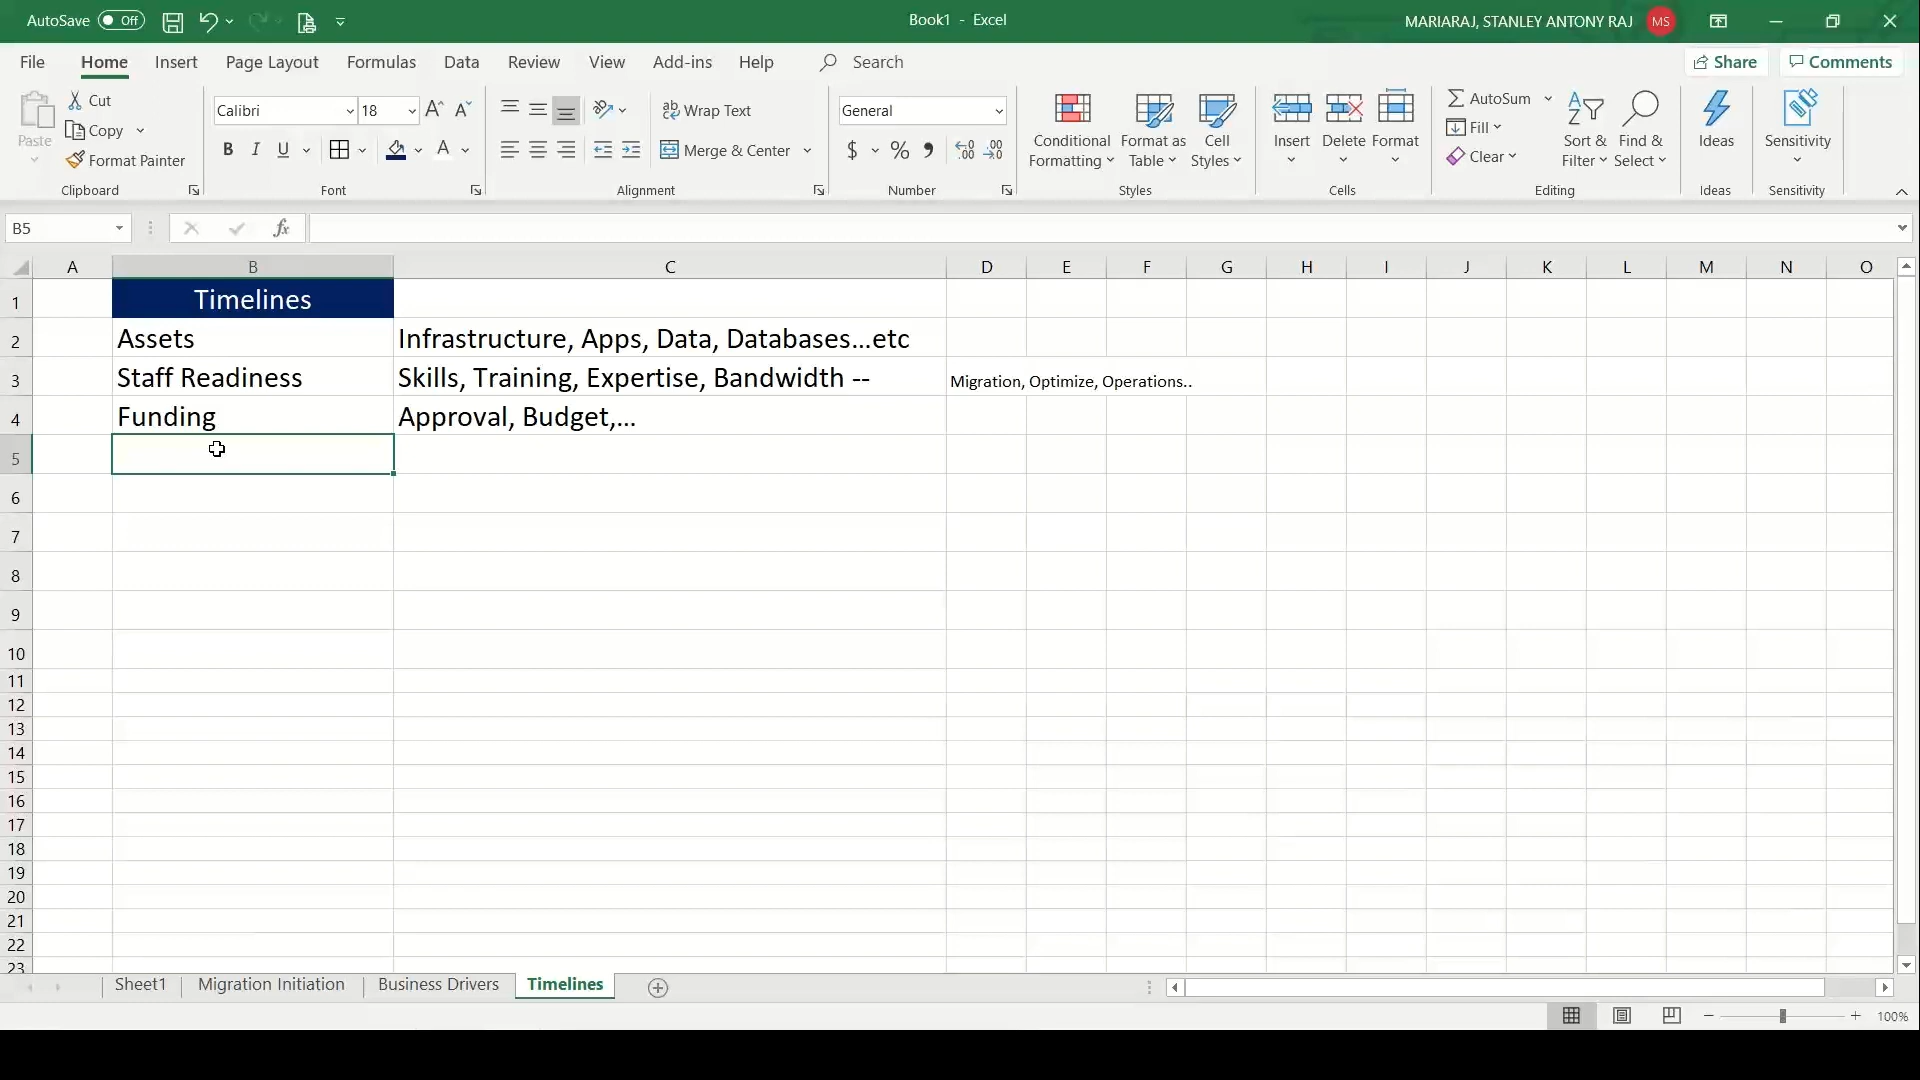 AutoSave Off
Book1 - Excel
MARIARAJ, STANLEY ANTONY RAJ MS
File Home Insert Page Layout Formulas Data Review View Add-ins Help Search Share Comments
Paste
Cut
Copy
Format Painter
Clipboard
Calibri 18 A A
B I U A
Font
ab Wrap Text
Merge & Center
Alignment
General
$ % ,
Number
Conditional Formatting
Format as Table
Cell Styles
Styles
Insert Delete Format
Cells
AutoSum
Fill
Clear
Sort & Filter
Find & Select
Editing
Ideas
Ideas
Sensitivity
Sensitivity
B5 fx
A B C D E F G H I J K L M N O
1 Timelines
2 Assets Infrastructure, Apps, Data, Databases...etc
3 Staff Readiness Skills, Training, Expertise, Bandwidth -- Migration, Optimize, Operations..
4 Funding Approval, Budget,...
5
6
7
8
9
10
11
12
13
14
15
16
17
18
19
20
21
22
23
Sheet1 Migration Initiation Business Drivers Timelines
100%